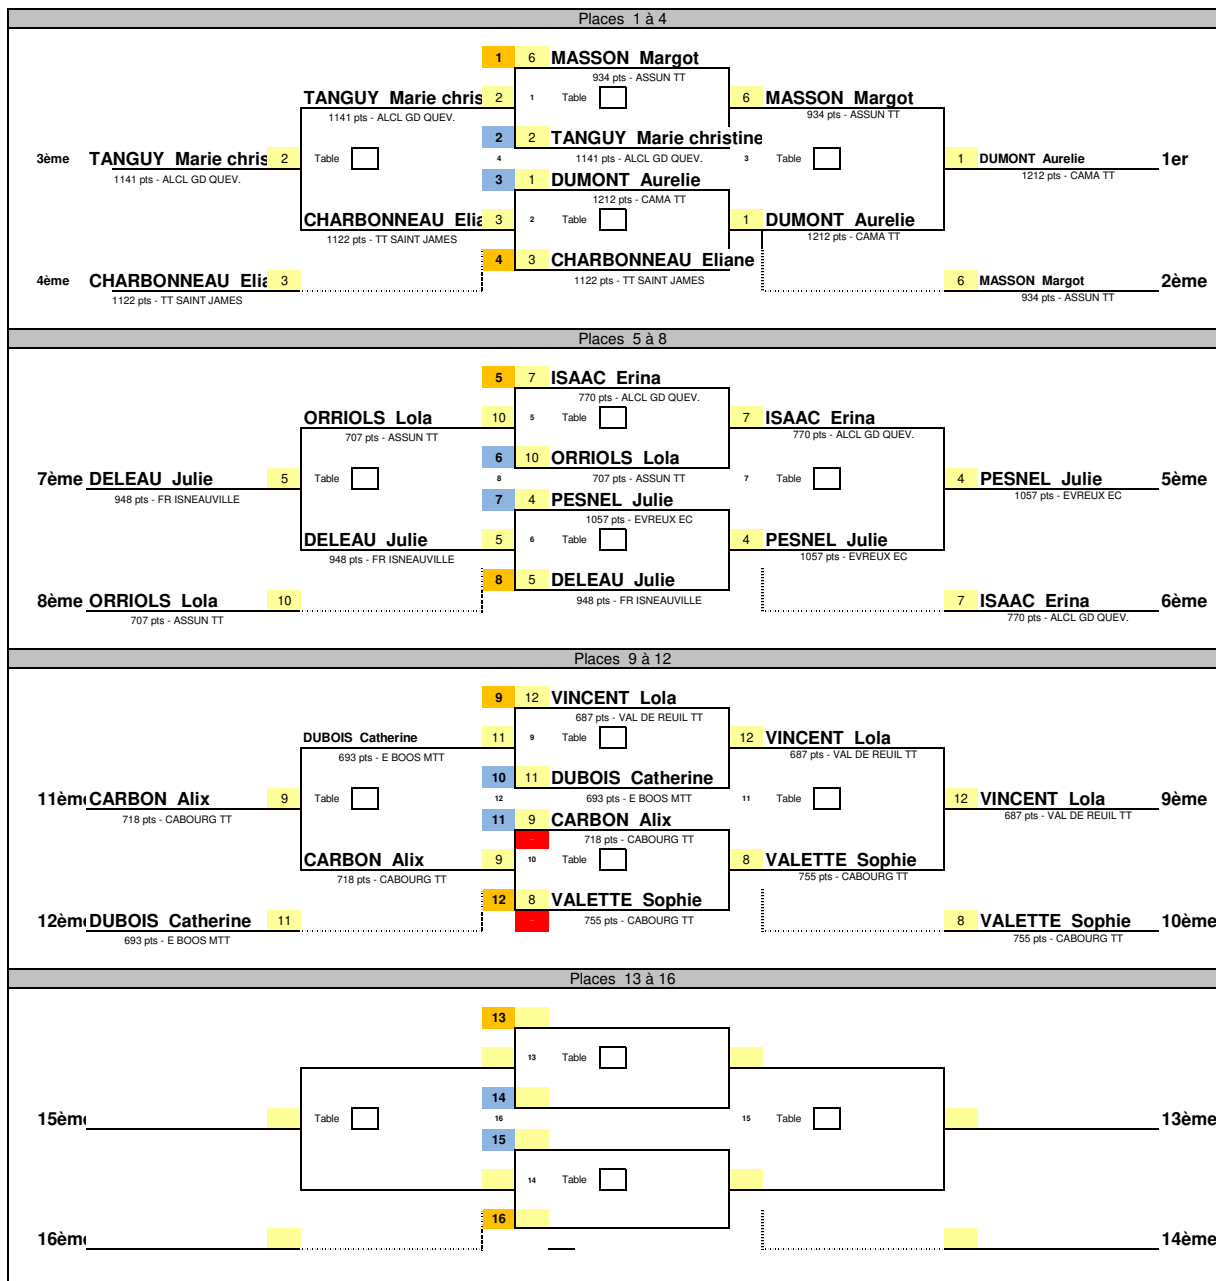 Places 1 à 4
1 6 MASSON Margot
934 pts - ASSUN TT
TANGUY Marie chris 2 1 Table 6 MASSON Margot
1141 pts - ALCL GD QUEV. 934 pts - ASSUN TT
2 2 TANGUY Marie christine
3ème TANGUY Marie chris 2 Table 4 1141 pts - ALCL GD QUEV. 3 Table 1 DUMONT Aurelie 1er
1141 pts - ALCL GD QUEV. 3 1 DUMONT Aurelie 1212 pts - CAMA TT
1212 pts - CAMA TT
CHARBONNEAU Elia 3 2 Table 1 DUMONT Aurelie
1122 pts - TT SAINT JAMES 1212 pts - CAMA TT
4 3 CHARBONNEAU Eliane
4ème CHARBONNEAU Elia 3 1122 pts - TT SAINT JAMES 6 MASSON Margot 2ème
1122 pts - TT SAINT JAMES 934 pts - ASSUN TT
Places 5 à 8
5 7 ISAAC Erina
770 pts - ALCL GD QUEV.
ORRIOLS Lola 10 5 Table 7 ISAAC Erina
707 pts - ASSUN TT 770 pts - ALCL GD QUEV.
6 10 ORRIOLS Lola
7ème DELEAU Julie 5 Table 8 707 pts - ASSUN TT 7 Table 4 PESNEL Julie 5ème
948 pts - FR ISNEAUVILLE 7 4 PESNEL Julie 1057 pts - EVREUX EC
1057 pts - EVREUX EC
DELEAU Julie 5 6 Table 4 PESNEL Julie
948 pts - FR ISNEAUVILLE 1057 pts - EVREUX EC
8 5 DELEAU Julie
8ème ORRIOLS Lola 10 948 pts - FR ISNEAUVILLE 7 ISAAC Erina 6ème
707 pts - ASSUN TT 770 pts - ALCL GD QUEV.
Places 9 à 12
9 12 VINCENT Lola
687 pts - VAL DE REUIL TT
DUBOIS Catherine 11 9 Table 12 VINCENT Lola
693 pts - E BOOS MTT 687 pts - VAL DE REUIL TT
10 11 DUBOIS Catherine
11èm CARBON Alix 9 Table 12 693 pts - E BOOS MTT 11 Table 12 VINCENT Lola 9ème
718 pts - CABOURG TT 11 9 CARBON Alix 687 pts - VAL DE REUIL TT
718 pts - CABOURG TT
CARBON Alix 9 10 Table 8 VALETTE Sophie
718 pts - CABOURG TT 755 pts - CABOURG TT
12 8 VALETTE Sophie
12èm DUBOIS Catherine 11 755 pts - CABOURG TT 8 VALETTE Sophie 10ème
693 pts - E BOOS MTT 755 pts - CABOURG TT
Places 13 à 16
13
13 Table
14
15ème Table 16 15 Table 13ème
15
14 Table
16
16ème 14ème